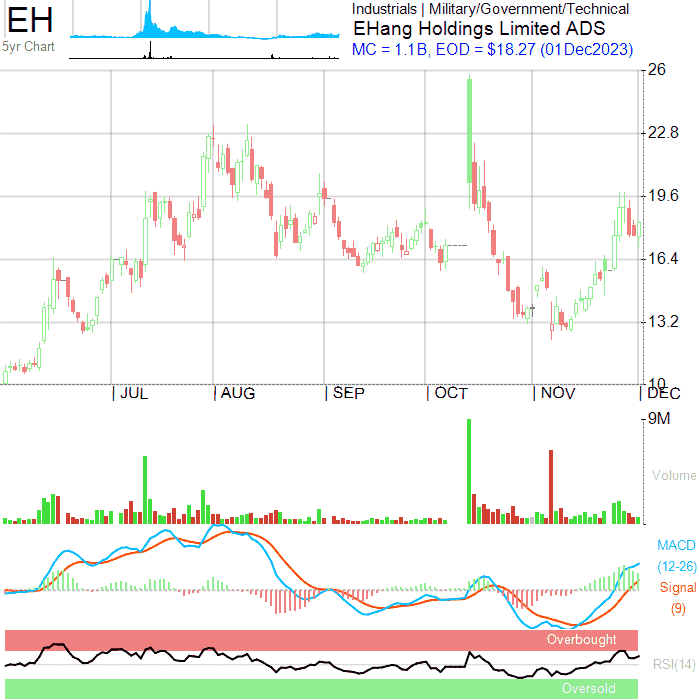 EH
5yr Chart
Industrials | Military/Government/Technical
EHang Holdings Limited ADS
MC = 1.1B, EOD = $18.27 (01Dec2023)
26
22.8
19.6
16.4
13.2
10
JUL
AUG
SEP
OCT
NOV
DEC
9M
Volume
MACD
(12-26)
Signal
(9)
Overbought
RSI(14)
Oversold